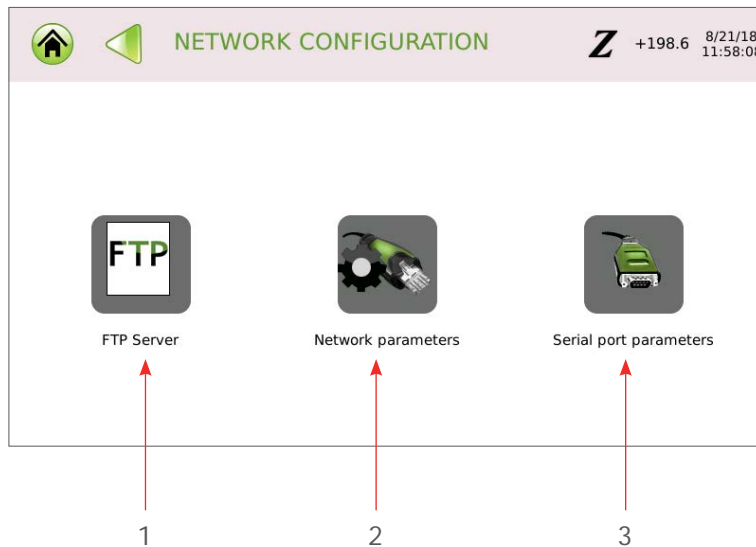 NETWORK CONFIGURATION
Z +198.6 8/21/18
11:58:08
FTP
FTP Server Network parameters Serial port parameters
1 2 3